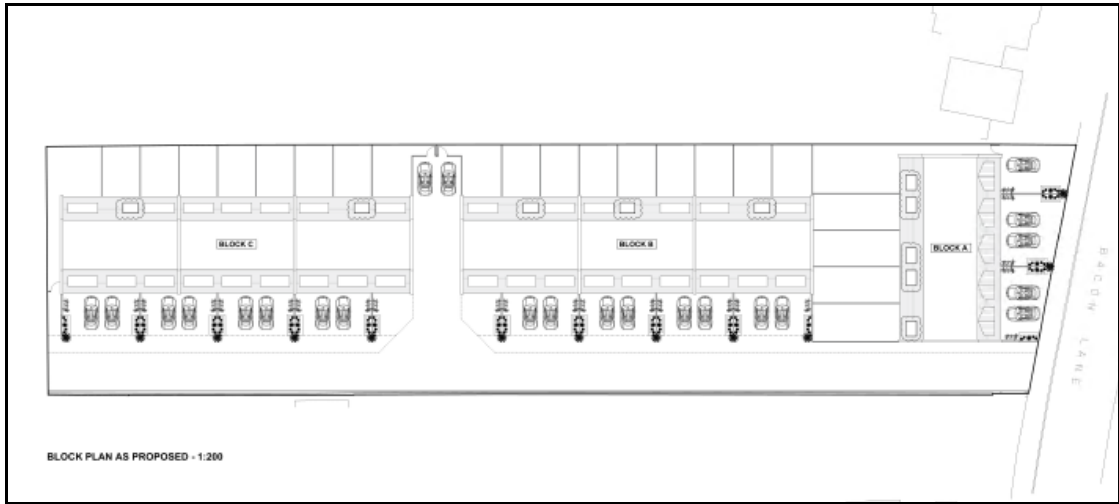 BLOCK C
BLOCK B
BLOCK A
BACON LANE
BLOCK PLAN AS PROPOSED - 1:200